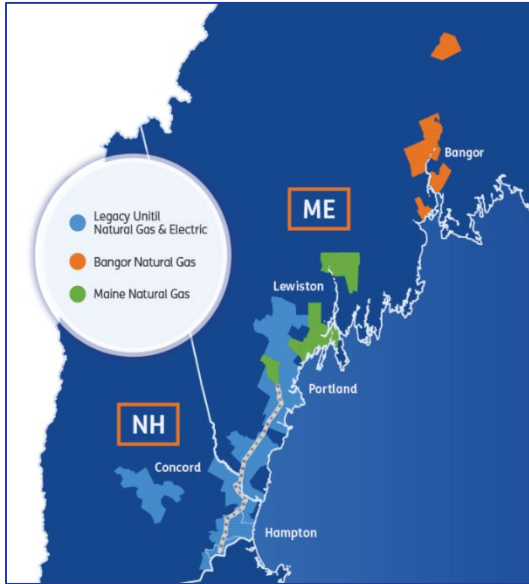 Bangor
ME
Legacy Unitil
Natural Gas & Electric
Bangor Natural Gas
Maine Natural Gas
Lewiston
Portland
NH
Concord
Hampton